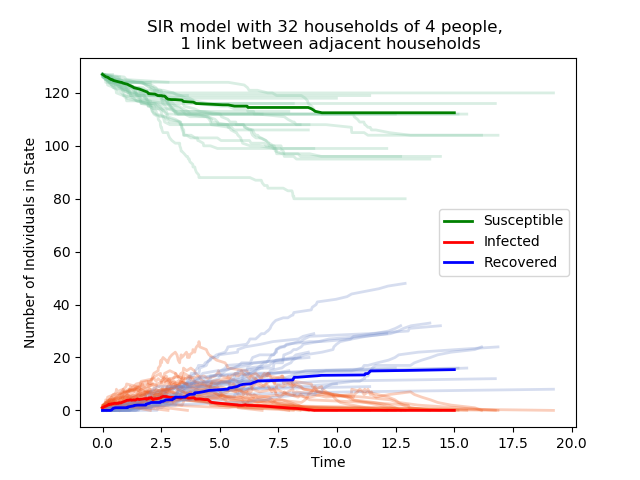 SIR model with 32 households of 4 people,
1 link between adjacent households
Number of Individuals in State
120
100
80
60
40
20
0
Susceptible
Infected
Recovered
0.0 2.5 5.0 7.5 10.0 12.5 15.0 17.5 20.0
Time